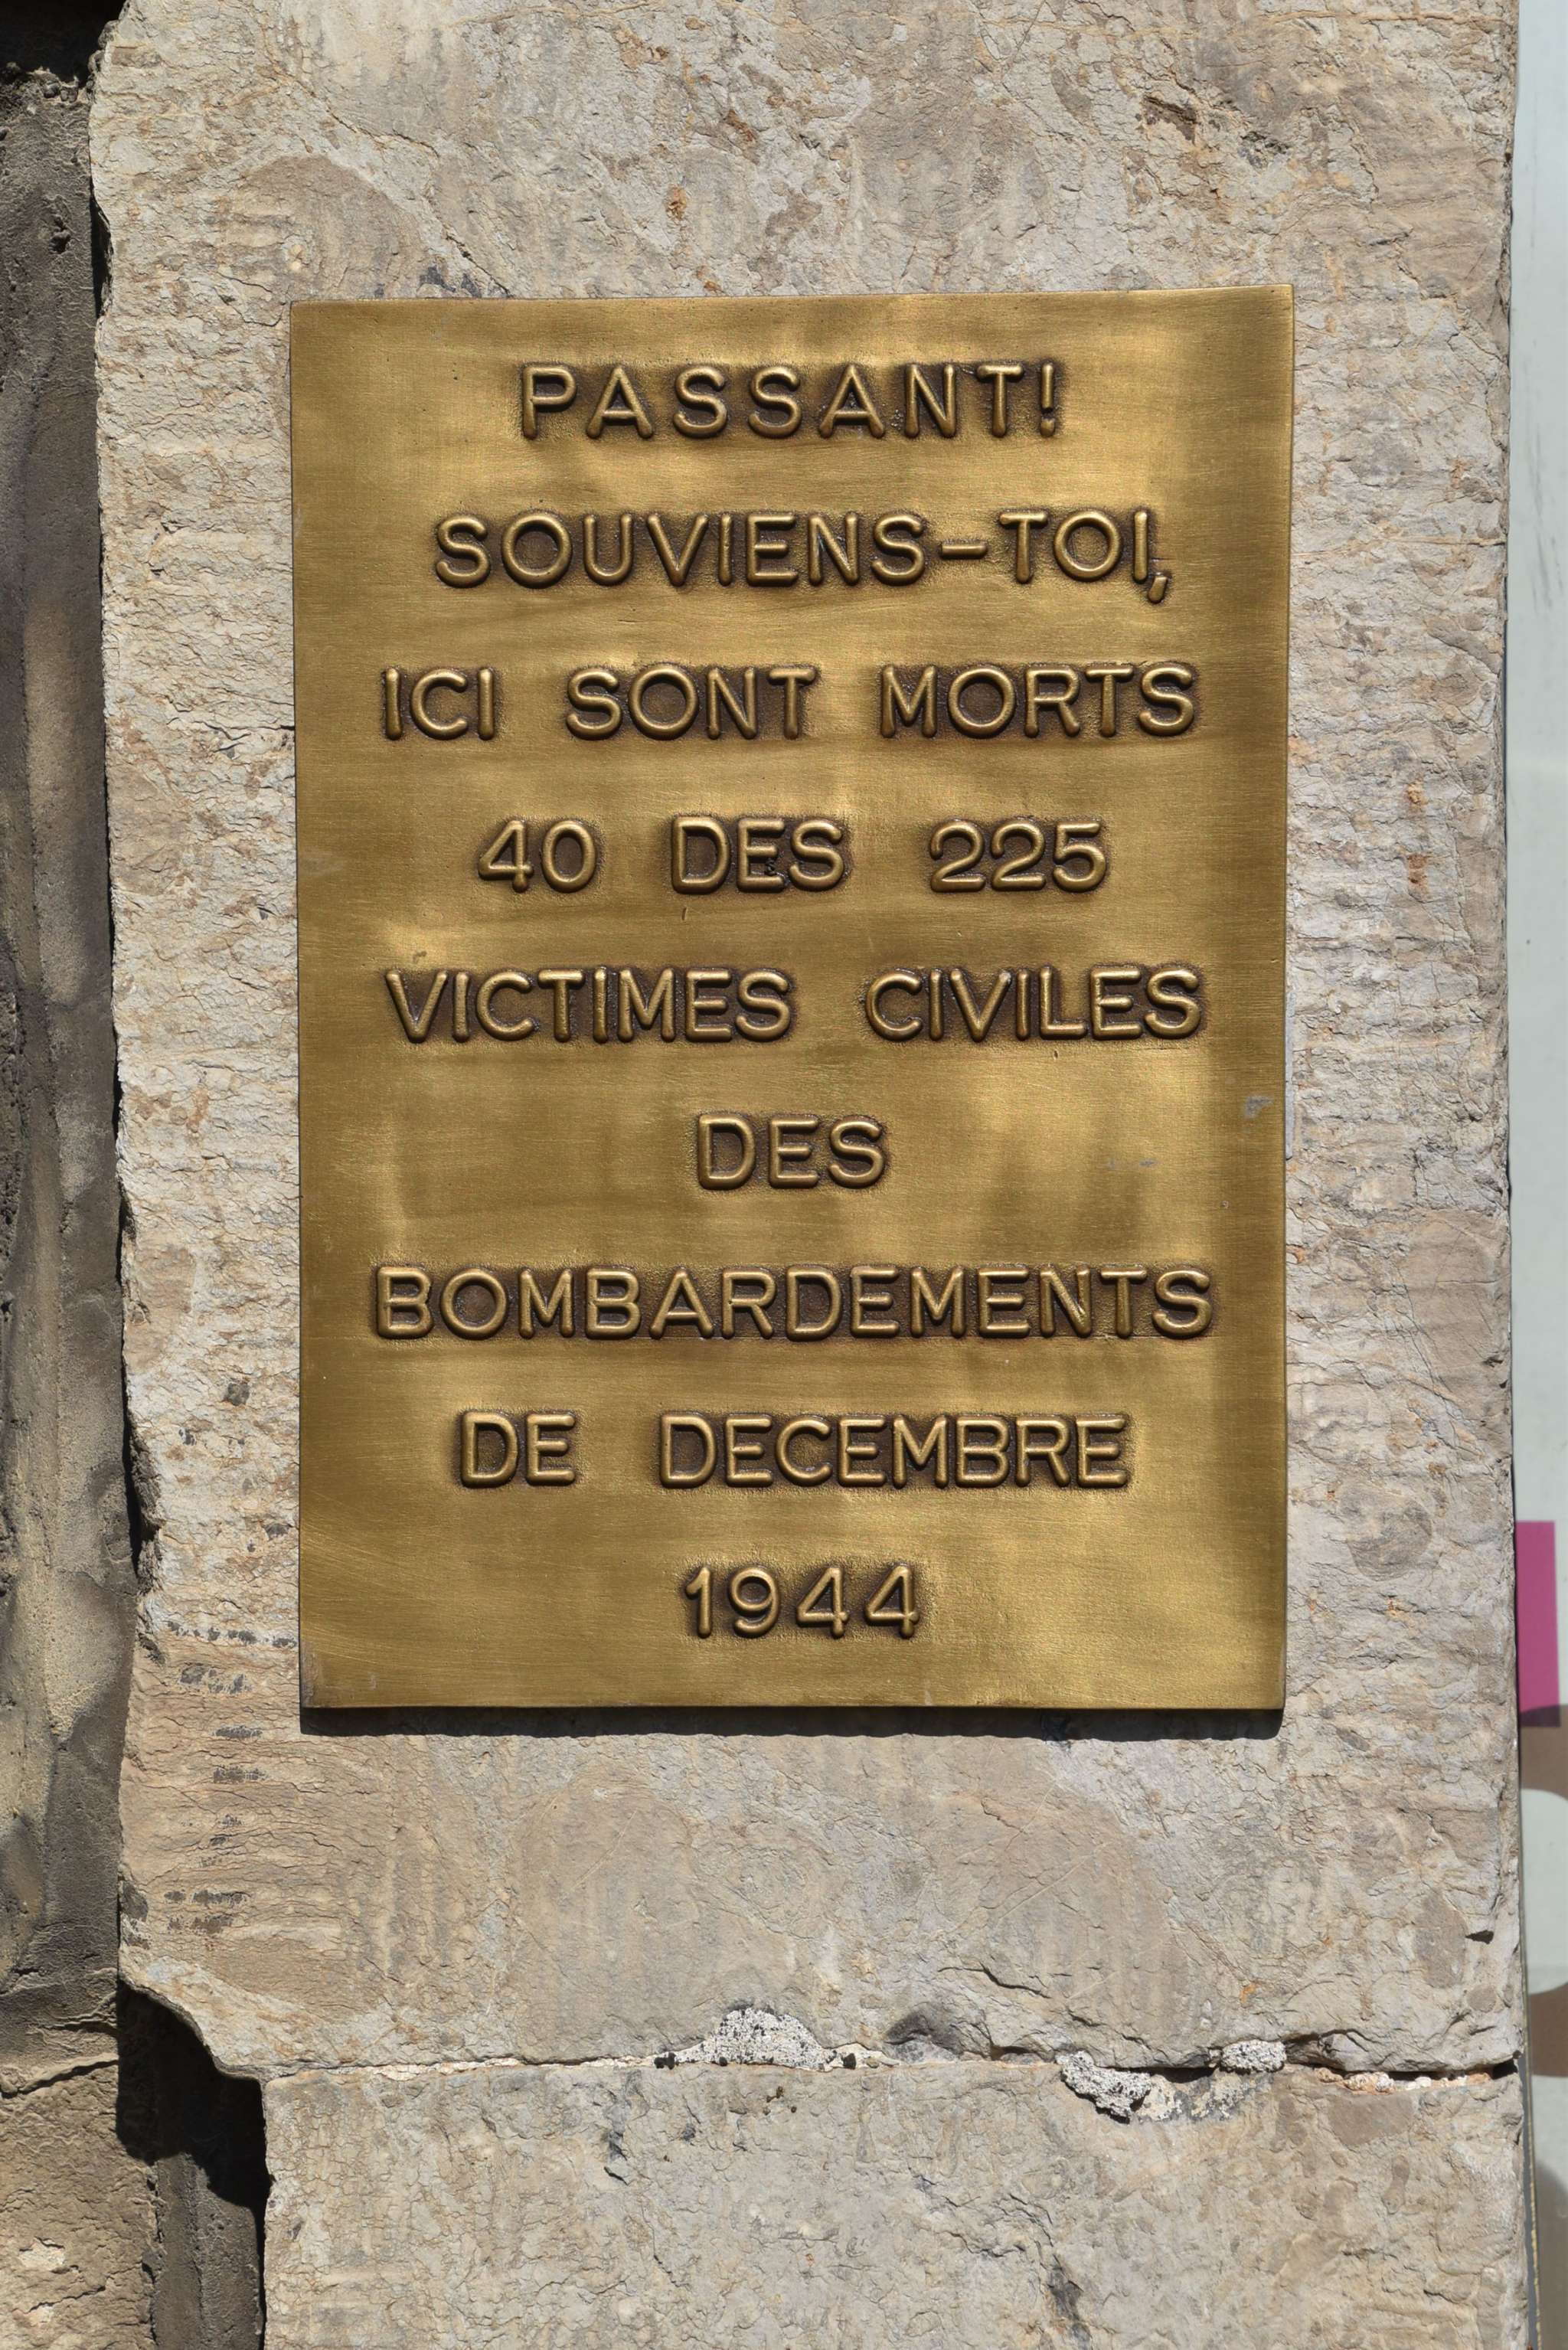 PASSANT!
SOUVIENS-TOI,
ICI SONT MORTS
40 DES 225
VICTIMES CIVILES
DES
BOMBARDEMENTS
DE DECEMBRE
1944